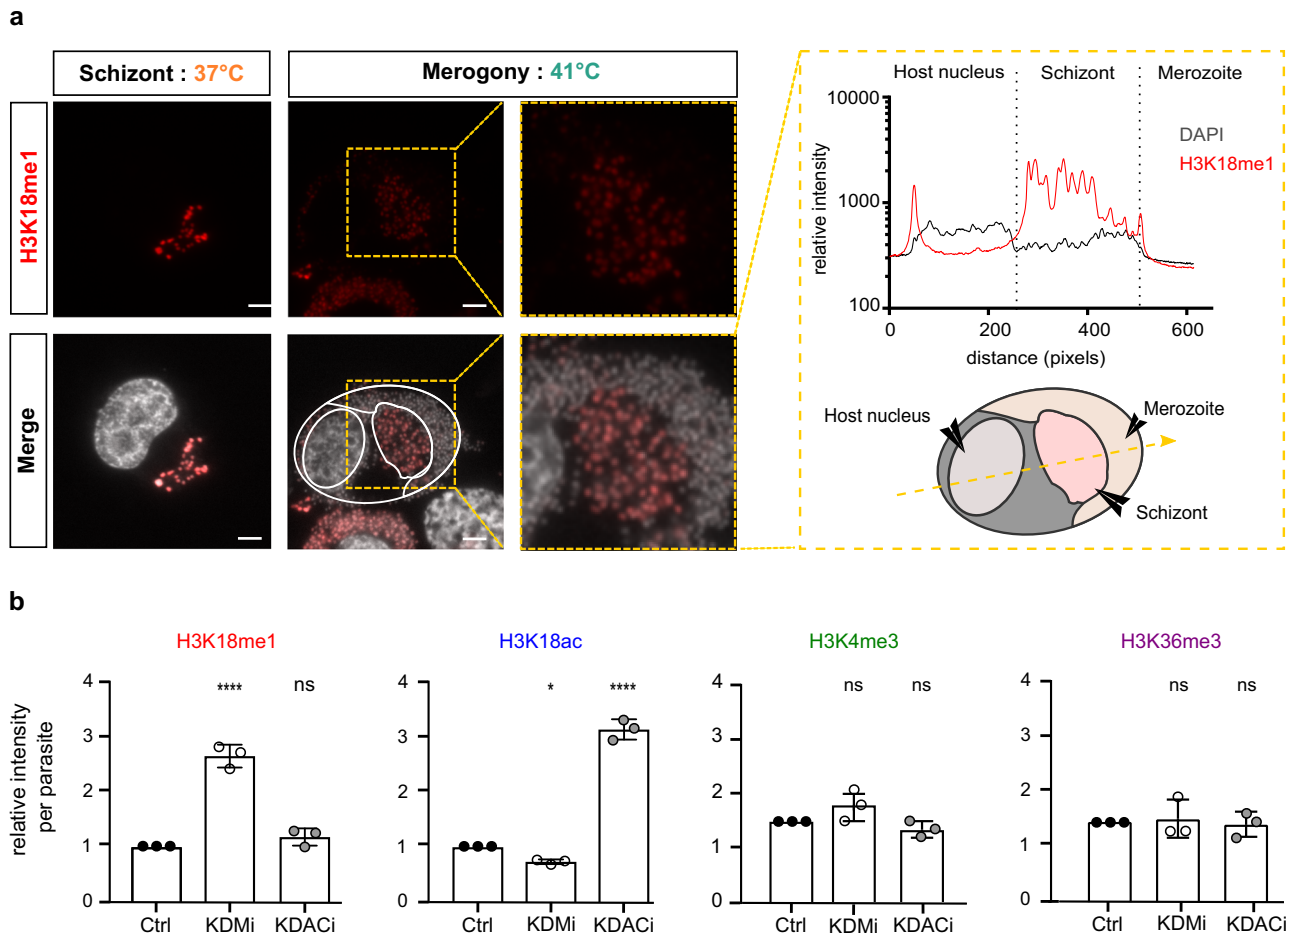 a
Schizont : 37°C
Merogony : 41°C
H3K18me1
Merge
Host nucleus
Schizont
Merozoite
10000
1000
100
relative intensity
DAPI
H3K18me1
0
200
400
600
distance (pixels)
Host nucleus
Merozoite
Schizont
b
H3K18me1
H3K18ac
H3K4me3
H3K36me3
relative intensity
per parasite
4
3
2
1
0
****
ns
Ctrl
KDMi
KDACi
4
3
2
1
0
*
****
Ctrl
KDMi
KDACi
4
3
2
1
0
ns
ns
Ctrl
KDMi
KDACi
4
3
2
1
0
ns
ns
Ctrl
KDMi
KDACi